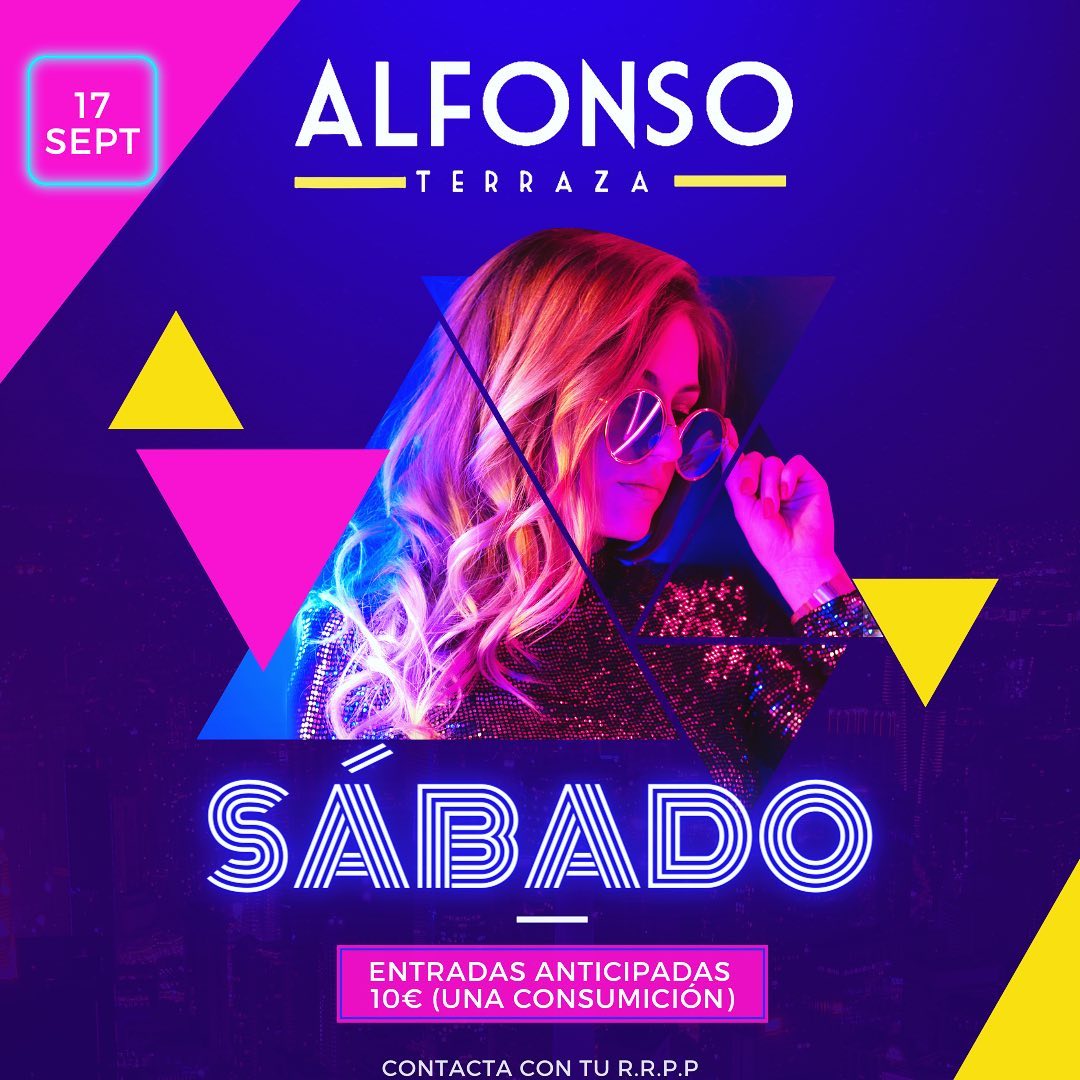 17
SEPT
ALFONSO
TERRAZA
SÁBADO
ENTRADAS ANTICIPADAS
10€ (UNA CONSUMICIÓN)
CONTACTA CON TU R.R.P.P